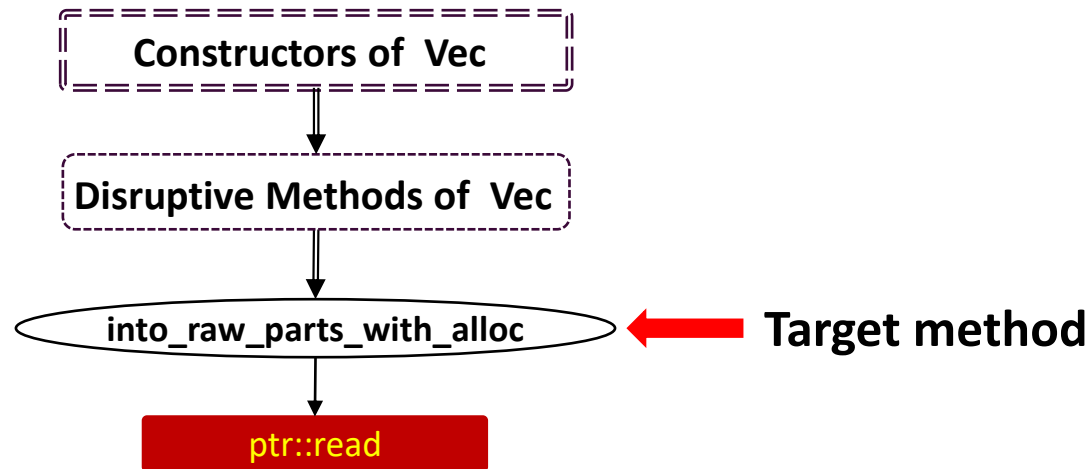 Constructors of Vec
Disruptive Methods of Vec
into_raw_parts_with_alloc
Target method
ptr::read